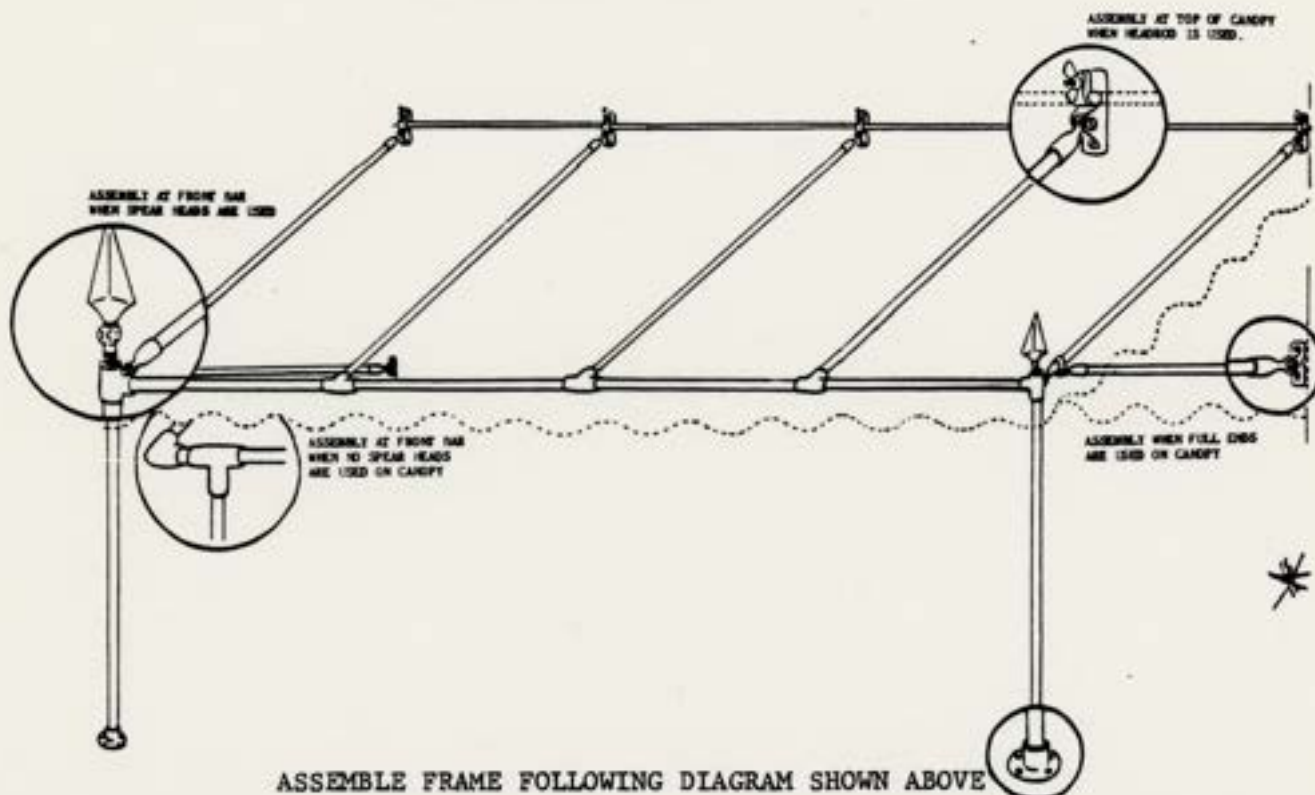 ASSEMBLY AT TOP OF CANOPY
WHEN HEADROD IS USED.
ASSEMBLY AT FRONT BAR
WHEN SPEAR HEADS ARE USED
ASSEMBLY AT FRONT BAR
WHEN NO SPEAR HEADS
ARE USED ON CANOPY
ASSEMBLY WHEN FULL ENDS
ARE USED ON CANOPY
ASSEMBLE FRAME FOLLOWING DIAGRAM SHOWN ABOVE